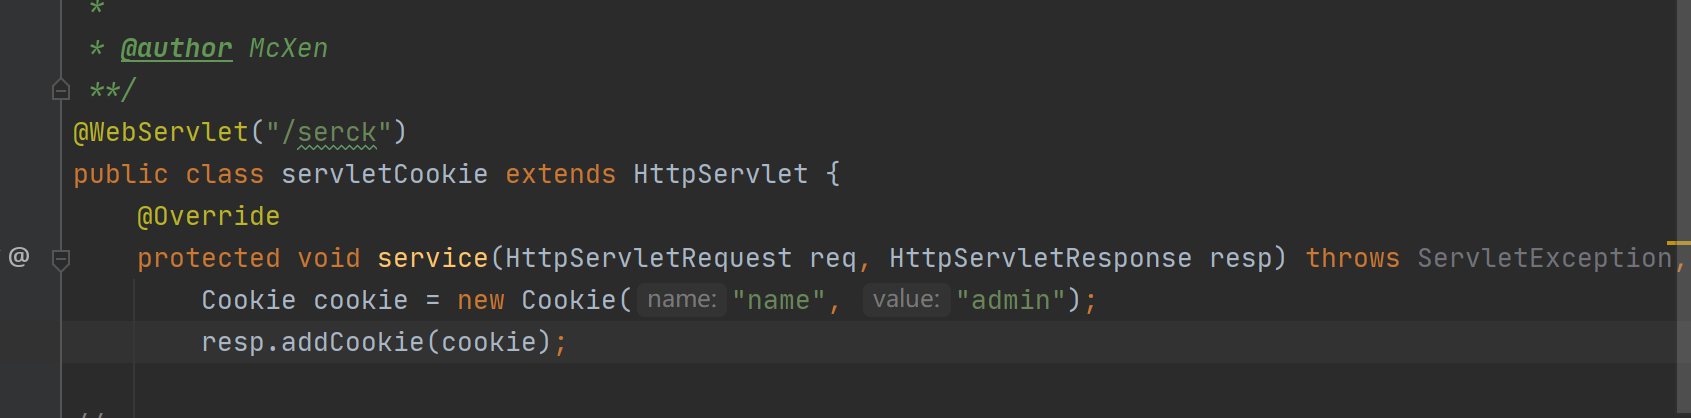 *
* @author McXen
**/
@WebServlet("/serck")
public class servletCookie extends HttpServlet {
@Override
@ protected void service(HttpServletRequest req, HttpServletResponse resp) throws ServletException,
Cookie cookie = new Cookie( name: "name", value: "admin");
resp.addCookie(cookie);
//